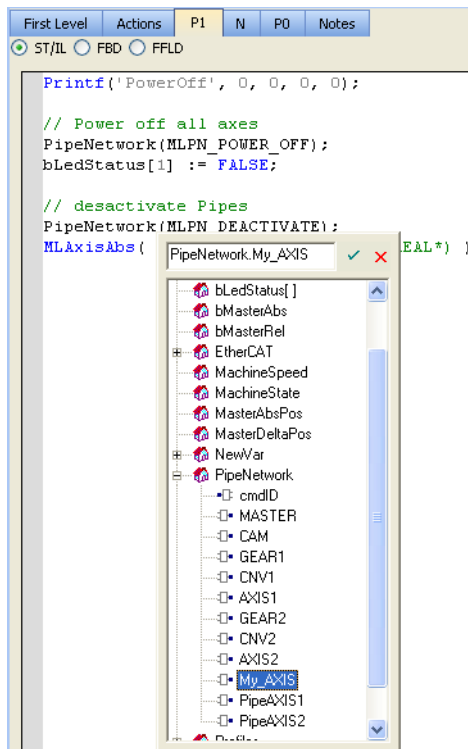 First Level Actions P1 N P0 Notes
ST/IL FBD FFLD
Printf('PowerOff', 0, 0, 0, 0);
// Power off all axes
PipeNetwork(MLPN_POWER_OFF);
bLedStatus[1] := FALSE;
// desactivate Pipes
PipeNetwork(MLPN_DEACTIVATE);
MLAxisAbs( EAL*) )
PipeNetwork.My_AXIS
bLedStatus[ ]
bMasterAbs
bMasterRel
EtherCAT
MachineSpeed
MachineState
MasterAbsPos
MasterDeltaPos
NewVar
PipeNetwork
cmdID
MASTER
CAM
GEAR1
CNV1
AXIS1
GEAR2
CNV2
AXIS2
My_AXIS
PipeAXIS1
PipeAXIS2